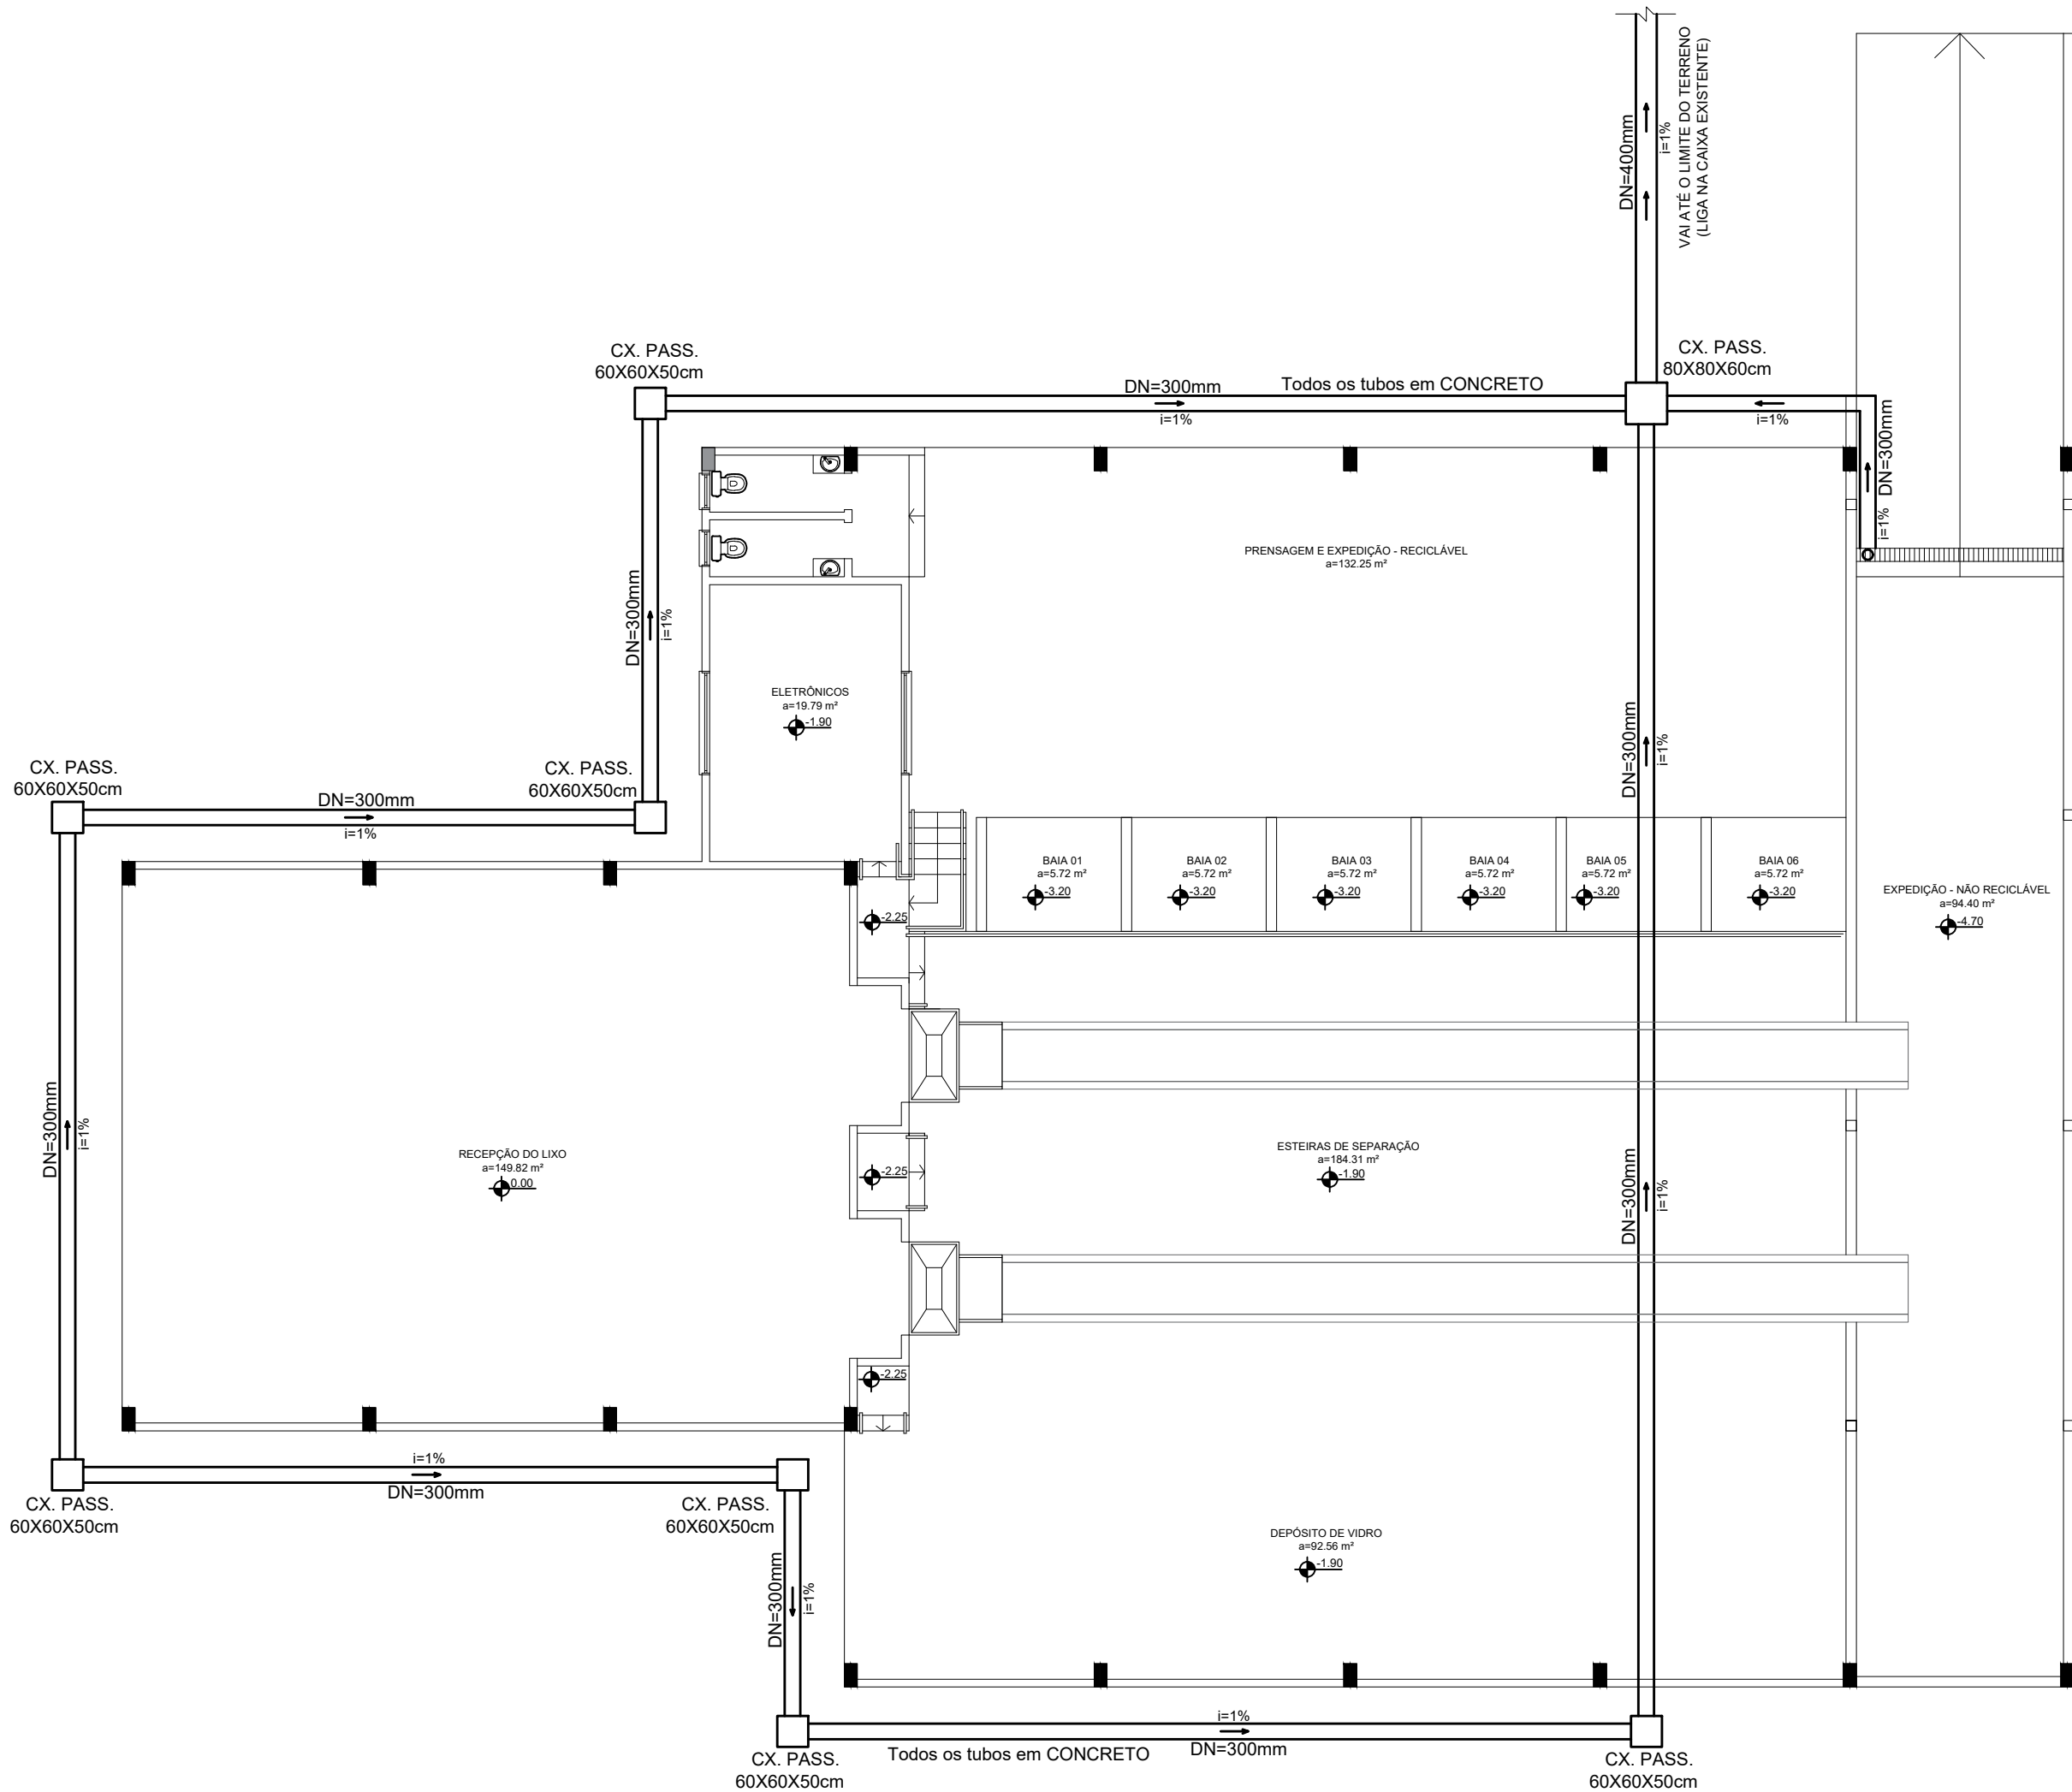 VAI ATÉ O LIMITE DO TERRENO
(LIGA NA CAIXA EXISTENTE)
DN=400mm
i=1%
CX. PASS.
60X60X50cm
CX. PASS.
80X80X60cm
DN=300mm
Todos os tubos em CONCRETO
i=1%
i=1%
DN=300mm
i=1%
PRENSAGEM E EXPEDIÇÃO - RECICLÁVEL
a=132.25 m²
DN=300mm
i=1%
ELETRÔNICOS
a=19.79 m²
-1.90
DN=300mm
i=1%
CX. PASS.
60X60X50cm
CX. PASS.
60X60X50cm
DN=300mm
i=1%
BAIA 01
a=5.72 m²
-3.20
BAIA 02
a=5.72 m²
-3.20
BAIA 03
a=5.72 m²
-3.20
BAIA 04
a=5.72 m²
-3.20
BAIA 05
a=5.72 m²
-3.20
BAIA 06
a=5.72 m²
-3.20
EXPEDIÇÃO - NÃO RECICLÁVEL
a=94.40 m²
-4.70
-2.25
DN=300mm
i=1%
RECEPÇÃO DO LIXO
a=149.82 m²
0.00
-2.25
ESTEIRAS DE SEPARAÇÃO
a=184.31 m²
-1.90
DN=300mm
i=1%
-2.25
i=1%
DN=300mm
CX. PASS.
60X60X50cm
CX. PASS.
60X60X50cm
DEPÓSITO DE VIDRO
a=92.56 m²
-1.90
DN=300mm
i=1%
i=1%
Todos os tubos em CONCRETO
DN=300mm
CX. PASS.
60X60X50cm
CX. PASS.
60X60X50cm